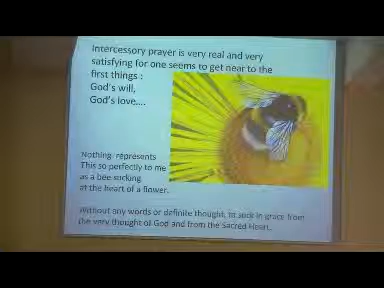 Intercessory prayer is very real and very
satisfying for one seems to get near to the
first things :
God's will,
God's love....
Nothing represents
This so perfectly to me
as a bee sucking
at the heart of a flower.
Without any words or definite thought, to suck in grace from
the very thought of God and from the Sacred Heart.